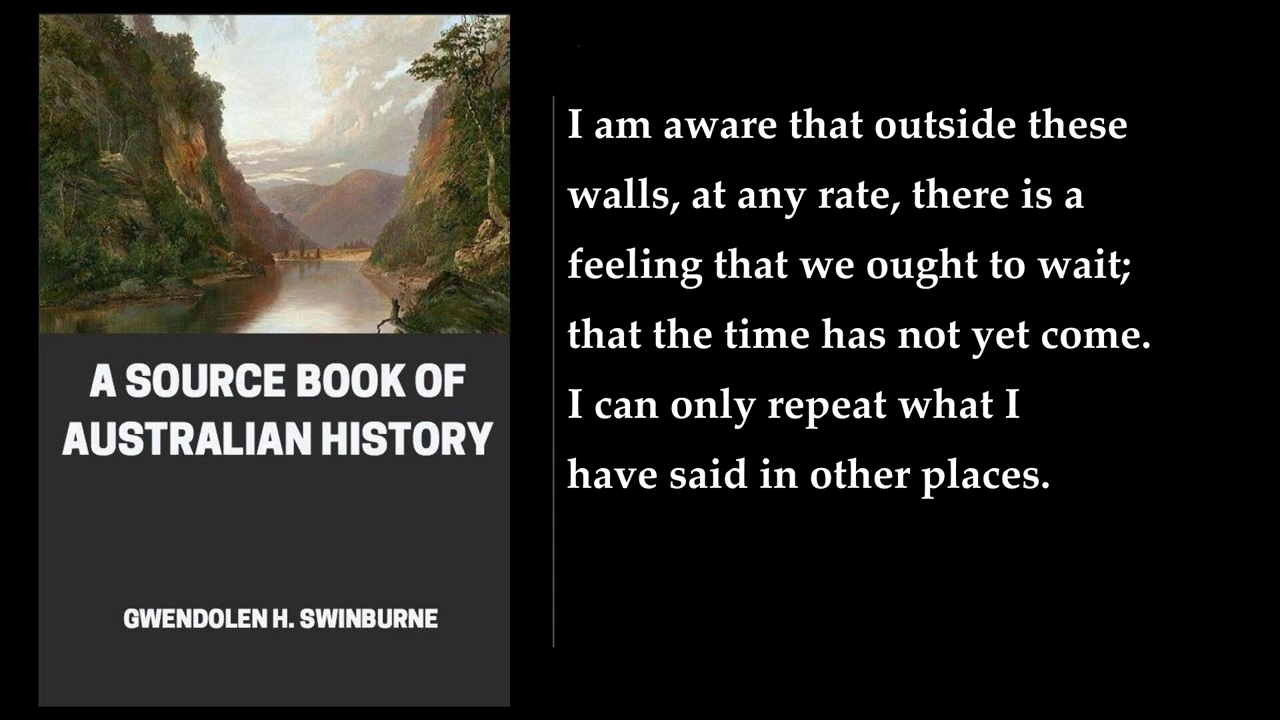 A SOURCE BOOK OF
AUSTRALIAN HISTORY
GWENDOLEN H. SWINBURNE
I am aware that outside these
walls, at any rate, there is a
feeling that we ought to wait;
that the time has not yet come.
I can only repeat what I
have said in other places.